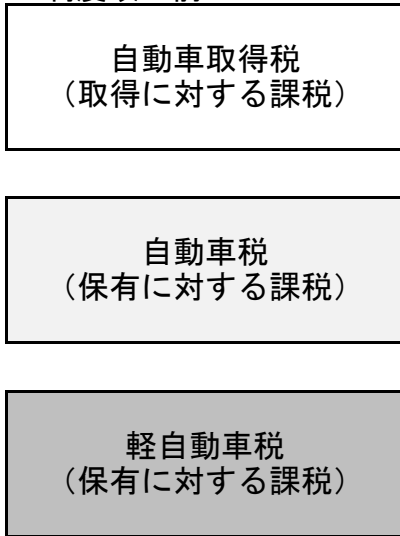 自動車取得税
（取得に対する課税）
自動車税
（保有に対する課税）
軽自動車税
（保有に対する課税）